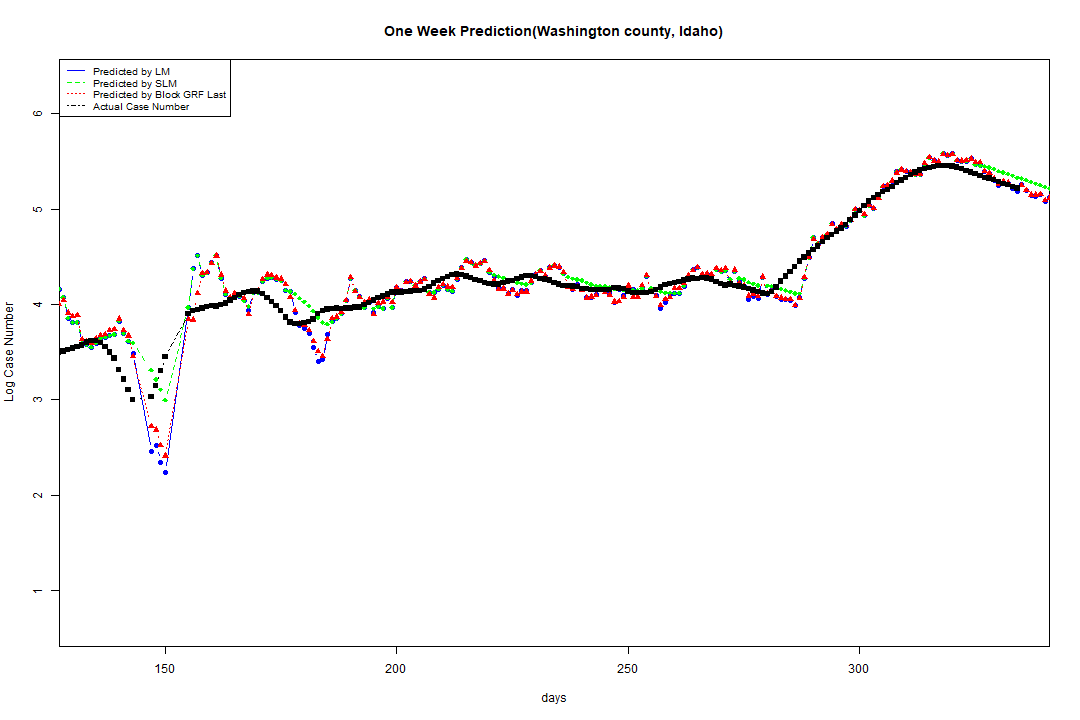 One Week Prediction(Washington county, Idaho)
Predicted by LM
Predicted by SLM
Predicted by Block GRF Last
Actual Case Number
6
5
4
3
2
1
Log Case Number
150 200 250 300
days